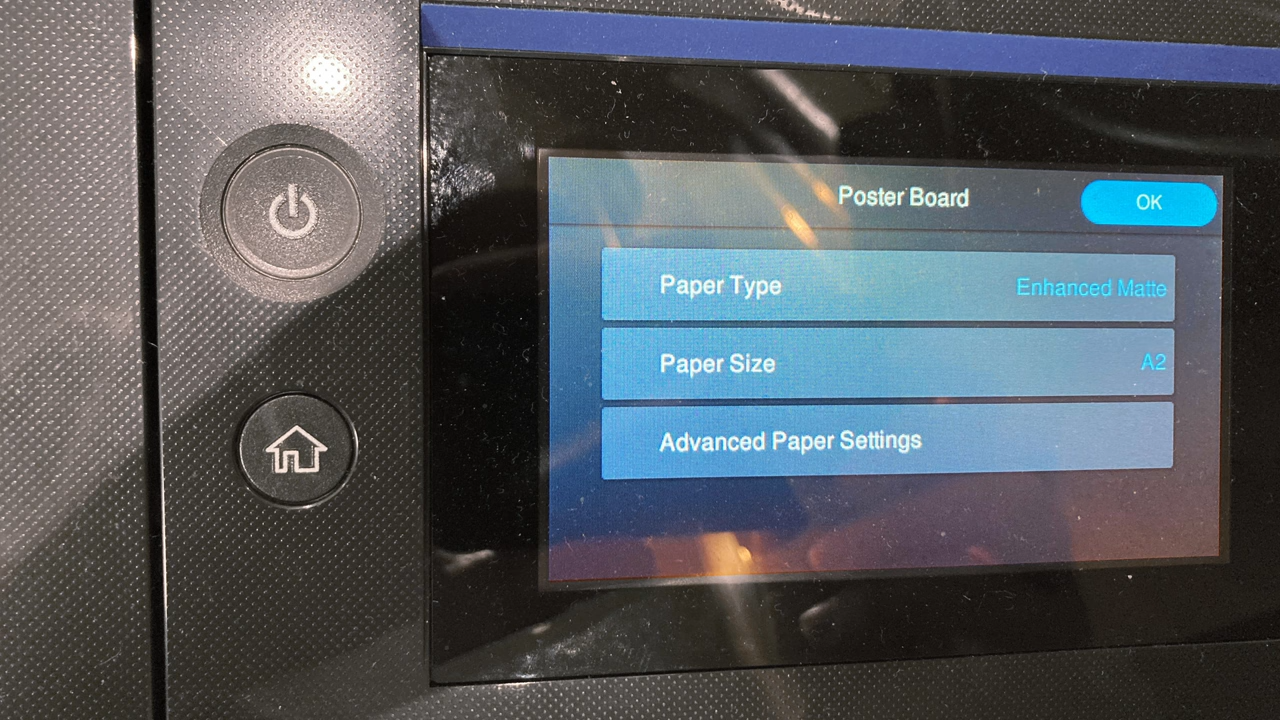 Poster Board
OK
Paper Type
Enhanced Matte
Paper Size
A2
Advanced Paper Settings